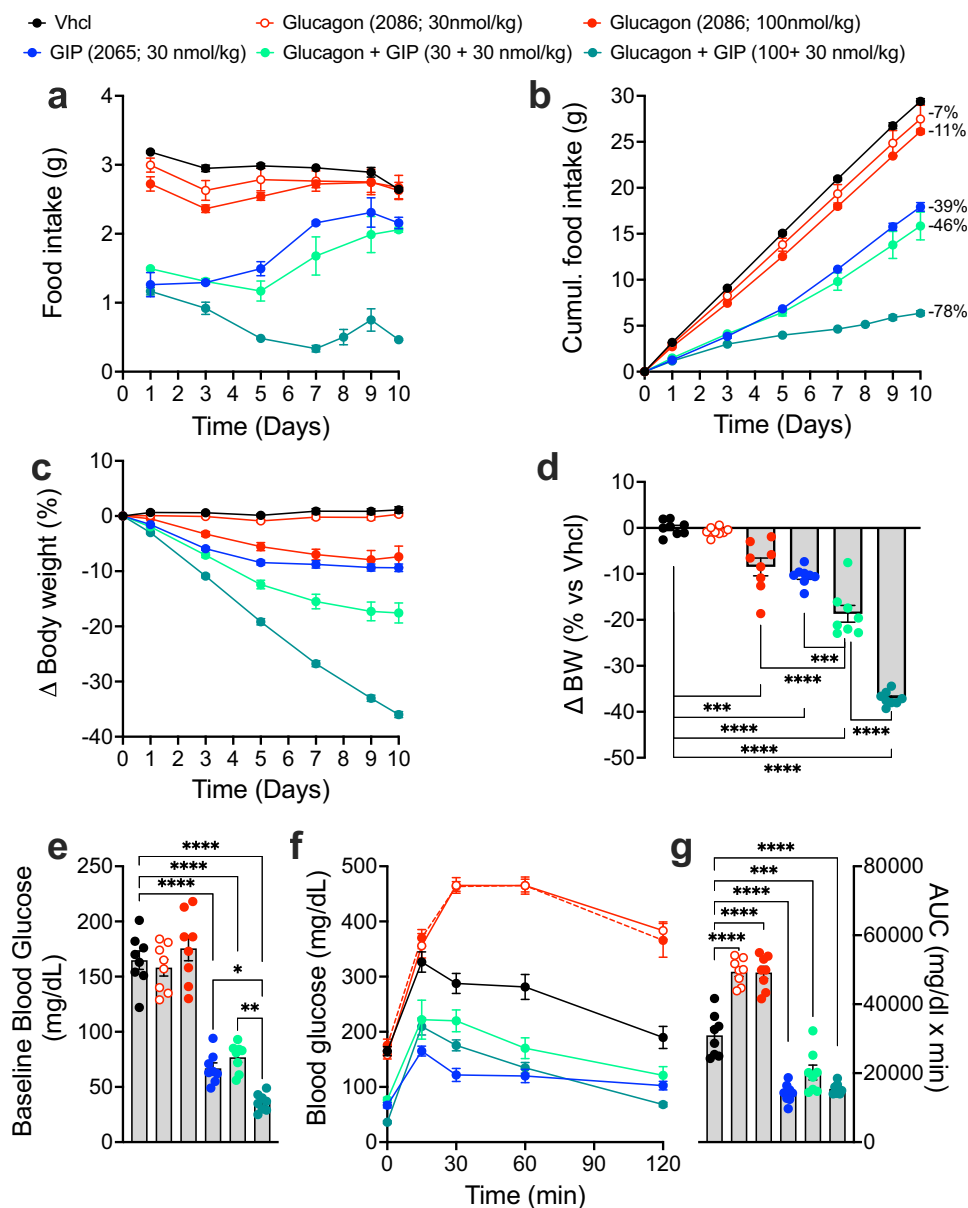 Vhcl Glucagon (2086; 30nmol/kg) Glucagon (2086; 100nmol/kg)
GIP (2065; 30 nmol/kg) Glucagon + GIP (30 + 30 nmol/kg) Glucagon + GIP (100+ 30 nmol/kg)
a
Food intake (g)
4
3
2
1
0
0 1 2 3 4 5 6 7 8 9 10
Time (Days)
b
Cumul. food intake (g)
30
25
20
15
10
5
0
-7%
-11%
-39%
-46%
-78%
0 1 2 3 4 5 6 7 8 9 10
Time (Days)
c
Δ Body weight (%)
10
0
-10
-20
-30
-40
0 1 2 3 4 5 6 7 8 9 10
Time (Days)
d
Δ BW (% vs Vhcl)
10
0
-10
-20
-30
-40
-50
***
****
***
****
****
****
****
e
Baseline Blood Glucose
(mg/dL)
250
200
150
100
50
0
****
****
****
*
**
f
Blood glucose (mg/dL)
500
400
300
200
100
0
0 30 60 90 120
Time (min)
g
****
***
****
****
****
80000
60000
40000
20000
0
AUC (mg/dl x min)